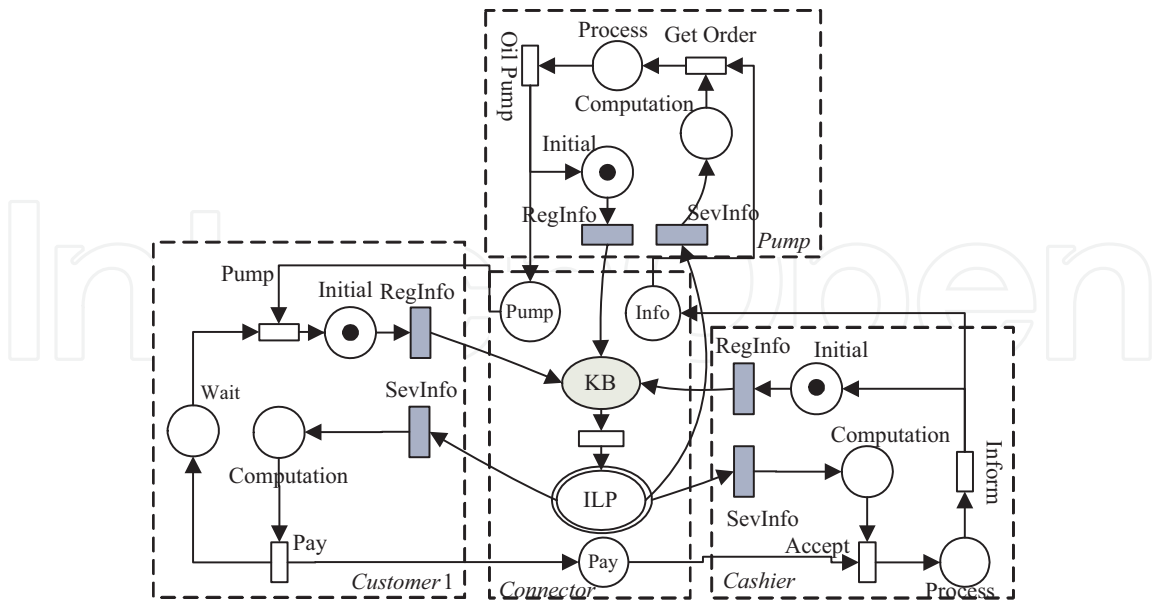 Process
Get Order
Oil Pump
Computation
Initial
RegInfo
SevInfo
Pump
Pump
Initial
RegInfo
Pump
Info
RegInfo
Initial
KB
Wait
SevInfo
Computation
Computation
Inform
ILP
SevInfo
Pay
Accept
Pay
Customer 1
Connector
Cashier
Process
InTechOpen